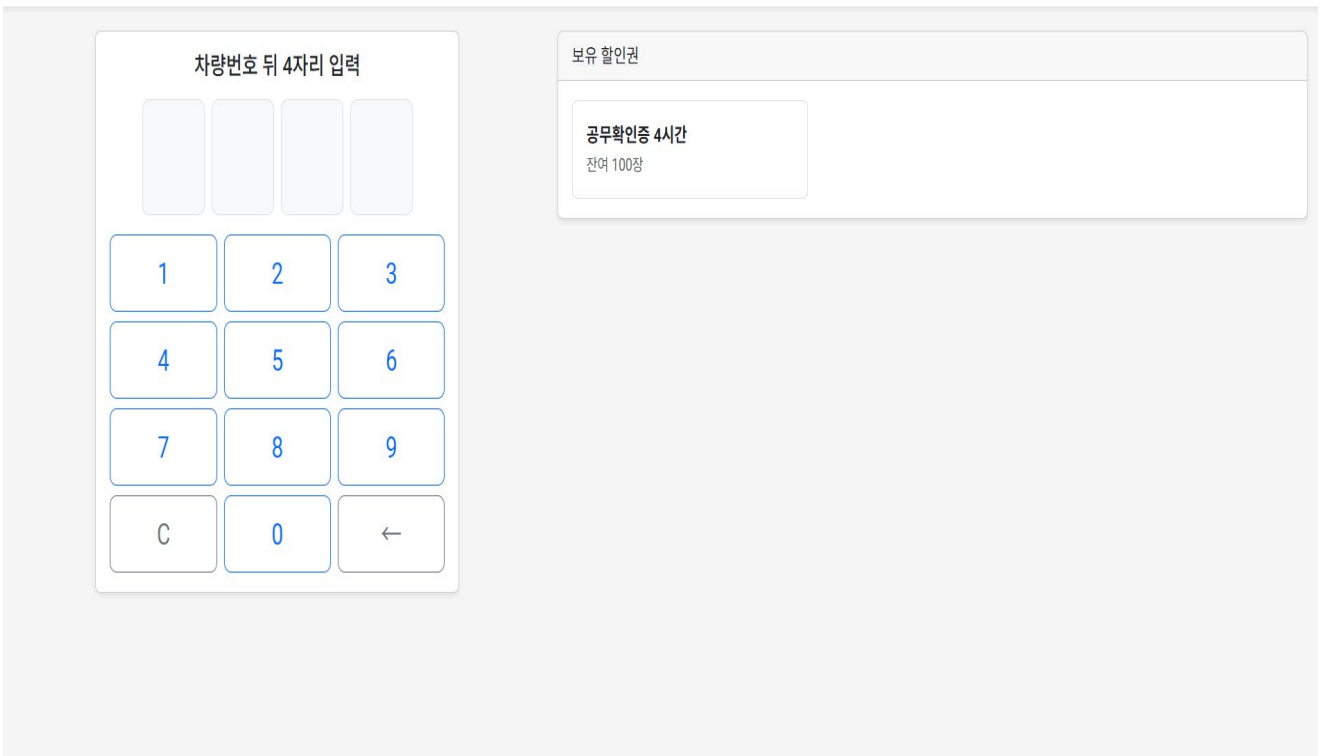 차량번호 뒤 4자리 입력
1 2 3
4 5 6
7 8 9
C 0 ←
보유 할인권
공무확인증 4시간
잔여 100장